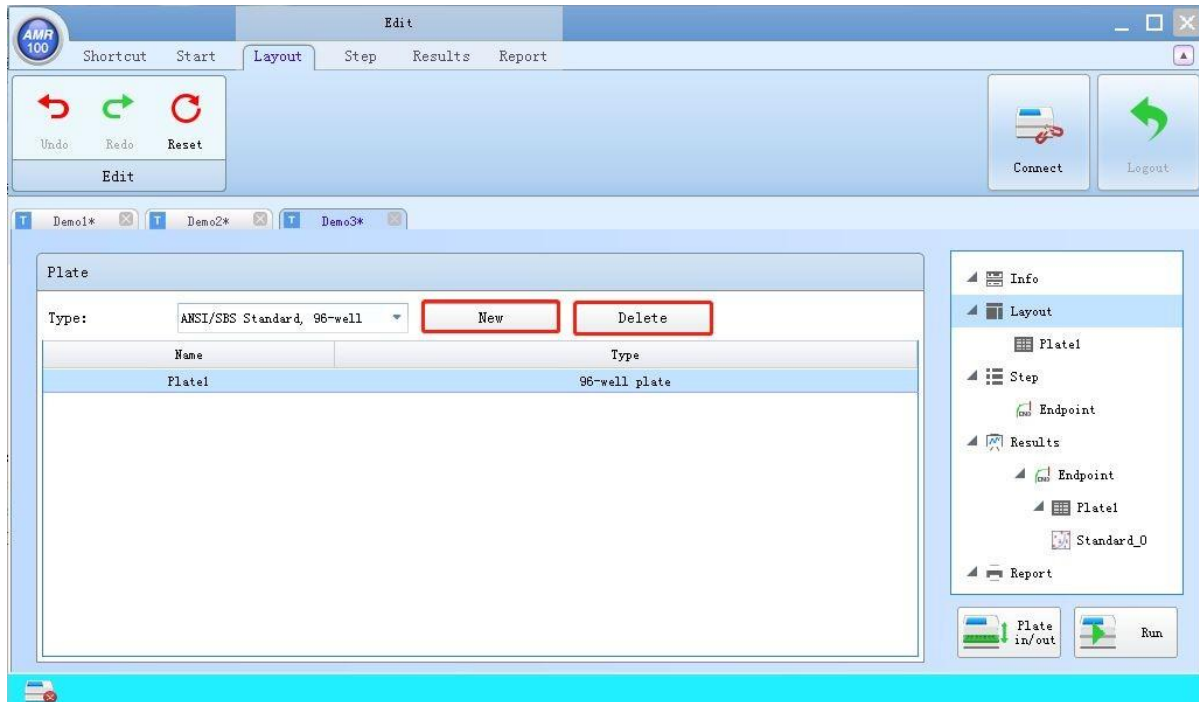 Edit
AMR
100
Shortcut Start Layout Step Results Report
Undo Redo Reset
Edit
Connect Logout
T Demo1* T Demo2* T Demo3*
Plate
Type: ANSI/SBS Standard, 96-well New Delete
Name Type
Plate1 96-well plate
Info
Layout
Plate1
Step
END Endpoint
Results
END Endpoint
Plate1
Standard_0
Report
Plate
in/out
Run